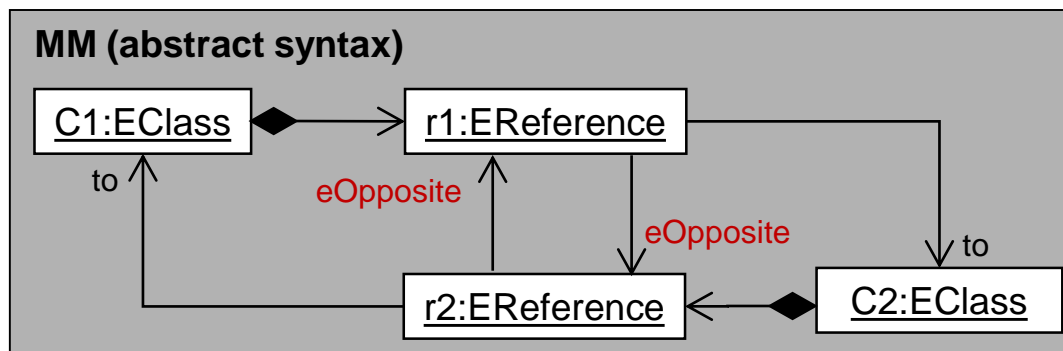 MM (abstract syntax)
C1:EClass
r1:EReference
to
eOpposite
eOpposite
to
r2:EReference
C2:EClass